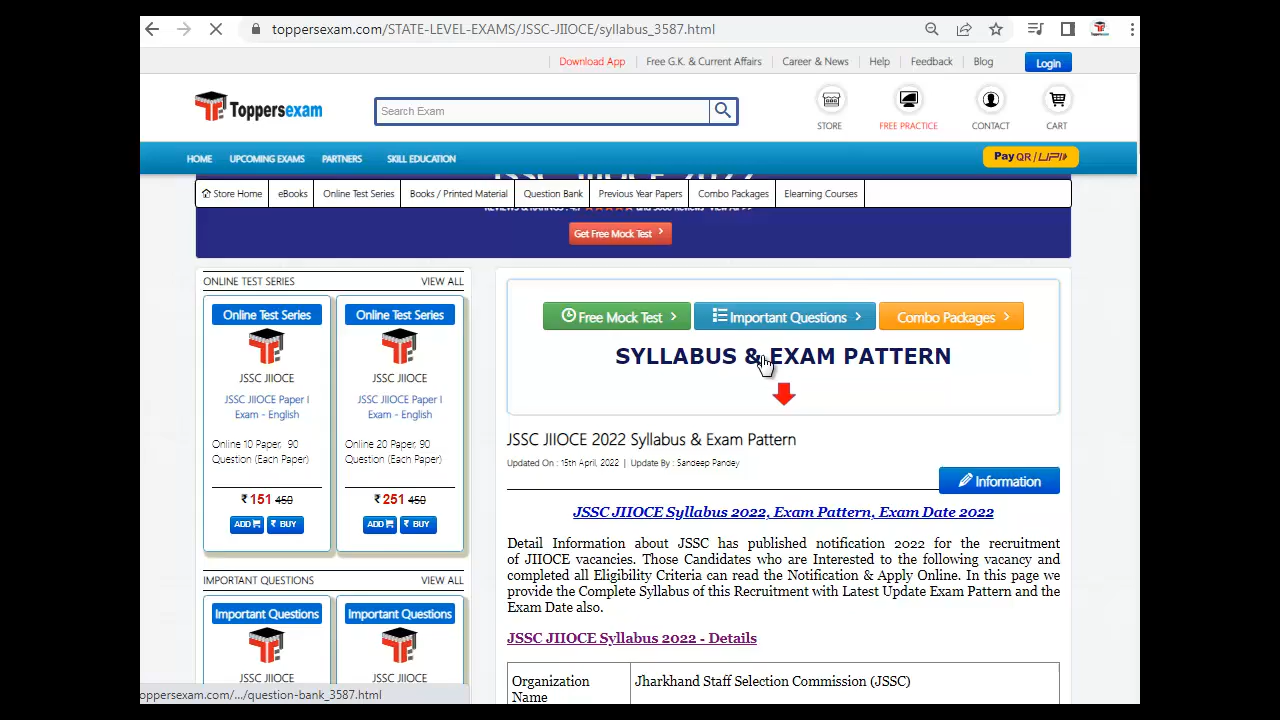 toppersexam.com/STATE-LEVEL-EXAMS/JSSC-JIIOCE/syllabus_3587.html
Download App | Free G.K. & Current Affairs | Career & News | Help | Feedback | Blog Login
Toppersexam
Search Exam
STORE FREE PRACTICE CONTACT CART
HOME UPCOMING EXAMS PARTNERS SKILL EDUCATION
Pay QR / UPI
Store Home eBooks Online Test Series Books / Printed Material Question Bank Previous Year Papers Combo Packages Elearning Courses
Get Free Mock Test
ONLINE TEST SERIES VIEW ALL
Online Test Series Online Test Series
JSSC JIIOCE JSSC JIIOCE
JSSC JIIOCE Paper I JSSC JIIOCE Paper I
Exam - English Exam - English
Online 10 Paper, 90 Online 20 Paper, 90
Question (Each Paper) Question (Each Paper)
₹ 151 450 ₹ 251 450
ADD ₹ BUY ADD ₹ BUY
IMPORTANT QUESTIONS VIEW ALL
Important Questions Important Questions
JSSC JIIOCE JSSC JIIOCE
Free Mock Test Important Questions Combo Packages
SYLLABUS & EXAM PATTERN
JSSC JIIOCE 2022 Syllabus & Exam Pattern
Updated On : 15th April, 2022 | Update By : Sandeep Pandey
Information
JSSC JIIOCE Syllabus 2022, Exam Pattern, Exam Date 2022
Detail Information about JSSC has published notification 2022 for the recruitment
of JIIOCE vacancies. Those Candidates who are Interested to the following vacancy and
completed all Eligibility Criteria can read the Notification & Apply Online. In this page we
provide the Complete Syllabus of this Recruitment with Latest Update Exam Pattern and the
Exam Date also.
JSSC JIIOCE Syllabus 2022 - Details
Organization Jharkhand Staff Selection Commission (JSSC)
Name
oppersexam.com/.../question-bank_3587.html